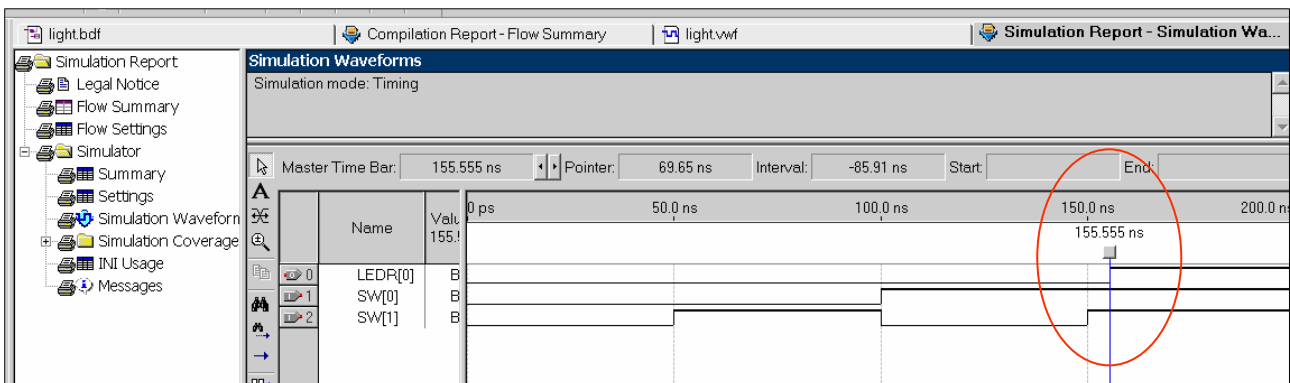 light.bdf
Compilation Report - Flow Summary
light.vwf
Simulation Report - Simulation Wa...
Simulation Report
Legal Notice
Flow Summary
Flow Settings
Simulator
Summary
Settings
Simulation Waveforn
Simulation Coverage
INI Usage
Messages
Simulation Waveforms
Simulation mode: Timing
Master Time Bar: 155.555 ns Pointer: 69.65 ns Interval: -85.91 ns Start: End:
A
Name
Valu
155.5
0 ps 50.0 ns 100.0 ns 150.0 ns 200.0 ns
155.555 ns
0 LEDR[0] B
1 SW[0] B
2 SW[1] B